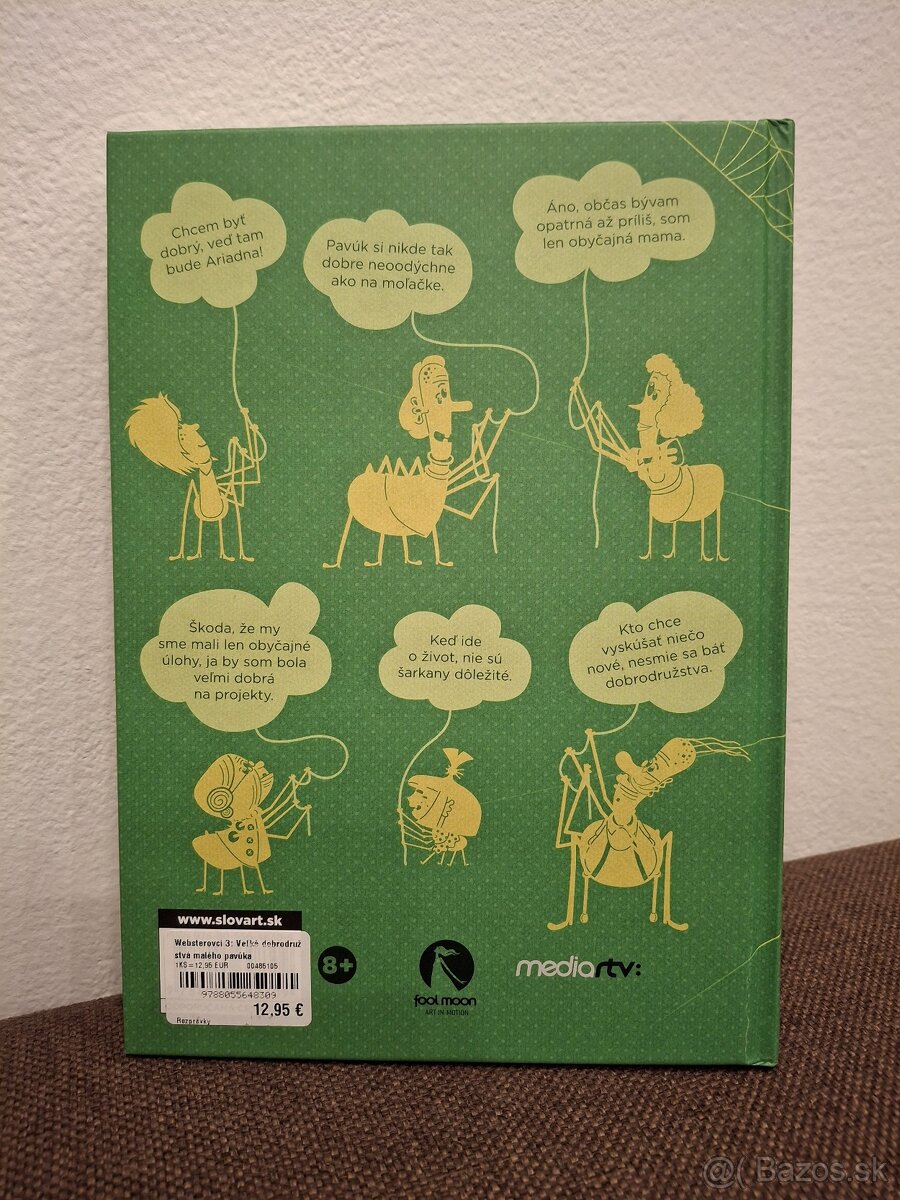 Chcem byť
dobrý, veď tam
bude Ariadna!
Pavúk si nikde tak
dobre neoodýchne
ako na moľačke.
Áno, občas bývam
opatrná až príliš, som
len obyčajná mama.
Škoda, že my
sme mali len obyčajné
úlohy, ja by som bola
veľmi dobrá
na projekty.
Keď ide
o život, nie sú
šarkany dôležité.
Kto chce
vyskúšať niečo
nové, nesmie sa báť
dobrodružstva.
www.slovart.sk
Websterovci 3: Veľké dobrodruž
stvá malého pavúka
1KS=12,95 EUR 00485105
9788055648309
12,95 €
Rozprávky
8+
fool moon
ART IN MOTION
mediartv:
@( Bazos.sk